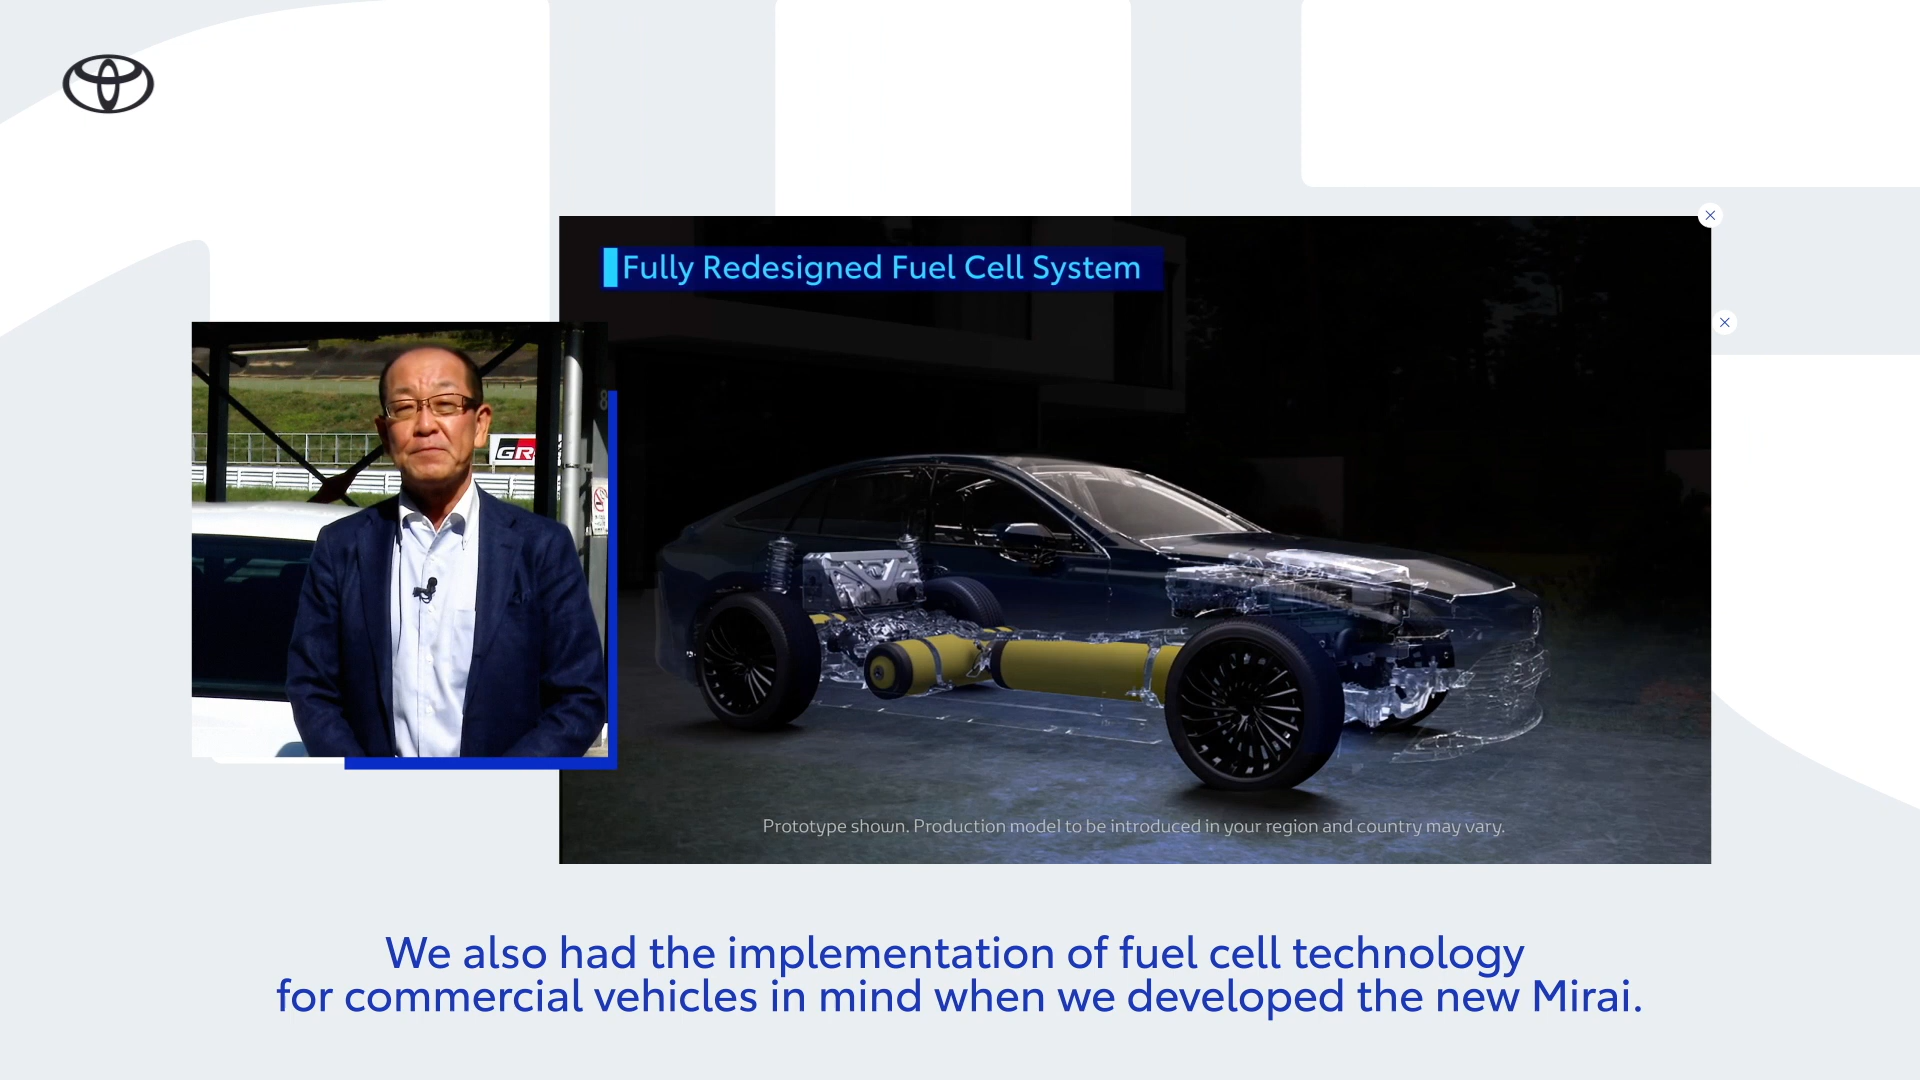 Fully Redesigned Fuel Cell System
8
GR
Prototype shown. Production model to be introduced in your region and country may vary.
We also had the implementation of fuel cell technology
for commercial vehicles in mind when we developed the new Mirai.